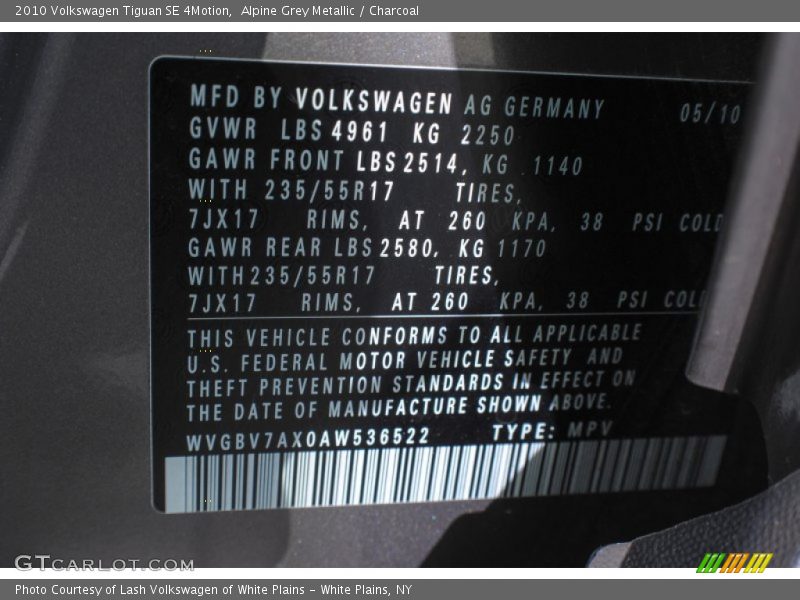 2010 Volkswagen Tiguan SE 4Motion,  Alpine Grey Metallic / Charcoal
MFD BY VOLKSWAGEN AG GERMANY 05/10
GVWR LBS 4961 KG 2250
GAWR FRONT LBS 2514, KG 1140
WITH 235/55R17 TIRES,
7JX17 RIMS, AT 260 KPA, 38 PSI COLD
GAWR REAR LBS 2580, KG 1170
WITH 235/55R17 TIRES,
7JX17 RIMS, AT 260 KPA, 38 PSI COLD
THIS VEHICLE CONFORMS TO ALL APPLICABLE
U.S. FEDERAL MOTOR VEHICLE SAFETY AND
THEFT PREVENTION STANDARDS IN EFFECT ON
THE DATE OF MANUFACTURE SHOWN ABOVE.
WVGBV7AX0AW536522 TYPE: MPV
GTCARLOT.COM
Photo Courtesy of Lash Volkswagen of White Plains - White Plains, NY